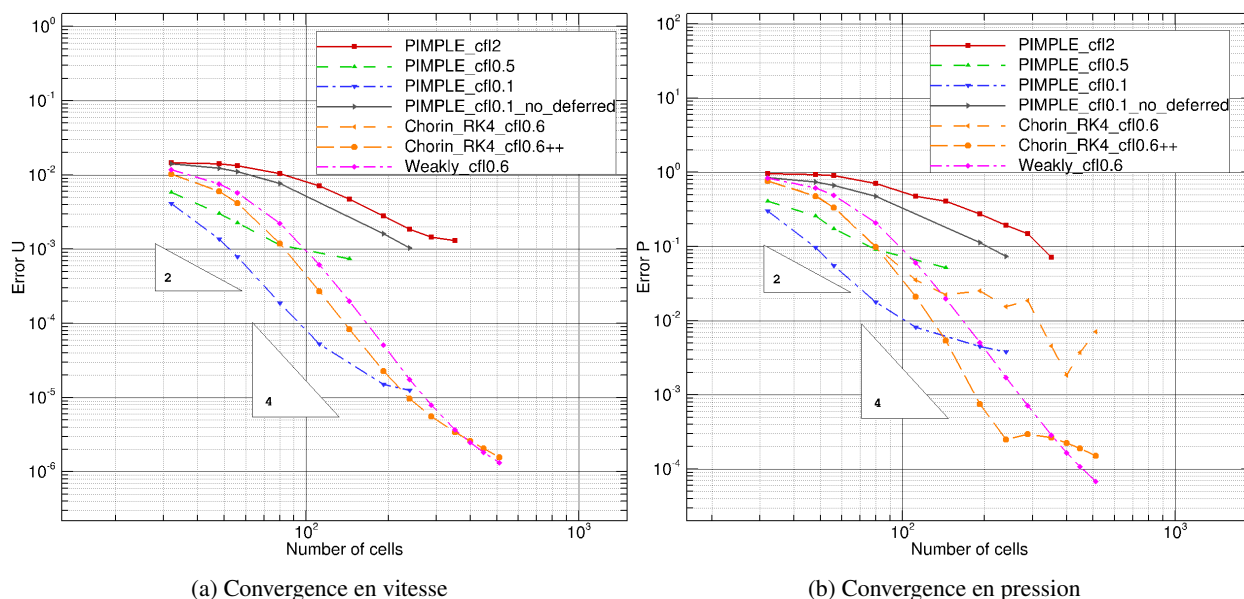 10^0
10^-1
10^-2
10^-3
10^-4
10^-5
10^-6
Error U
PIMPLE_cfl2
PIMPLE_cfl0.5
PIMPLE_cfl0.1
PIMPLE_cfl0.1_no_deferred
Chorin_RK4_cfl0.6
Chorin_RK4_cfl0.6++
Weakly_cfl0.6
2
4
10^2
10^3
Number of cells
(a) Convergence en vitesse
10^2
10^1
10^0
10^-1
10^-2
10^-3
10^-4
Error P
PIMPLE_cfl2
PIMPLE_cfl0.5
PIMPLE_cfl0.1
PIMPLE_cfl0.1_no_deferred
Chorin_RK4_cfl0.6
Chorin_RK4_cfl0.6++
Weakly_cfl0.6
2
4
10^2
10^3
Number of cells
(b) Convergence en pression